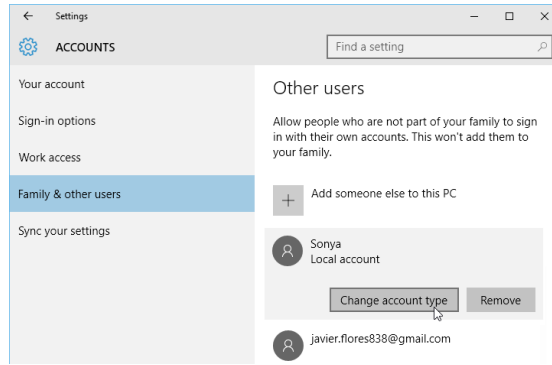 Settings
ACCOUNTS
Find a setting
Your account
Sign-in options
Work access
Family & other users
Sync your settings
Other users
Allow people who are not part of your family to sign
in with their own accounts. This won't add them to
your family.
Add someone else to this PC
Sonya
Local account
Change account type
Remove
javier.flores838@gmail.com